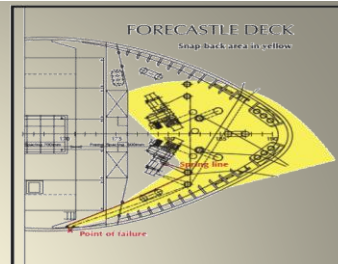 FORECASTLE DECK
Snap-back area in yellow
Spring line
Point of failure